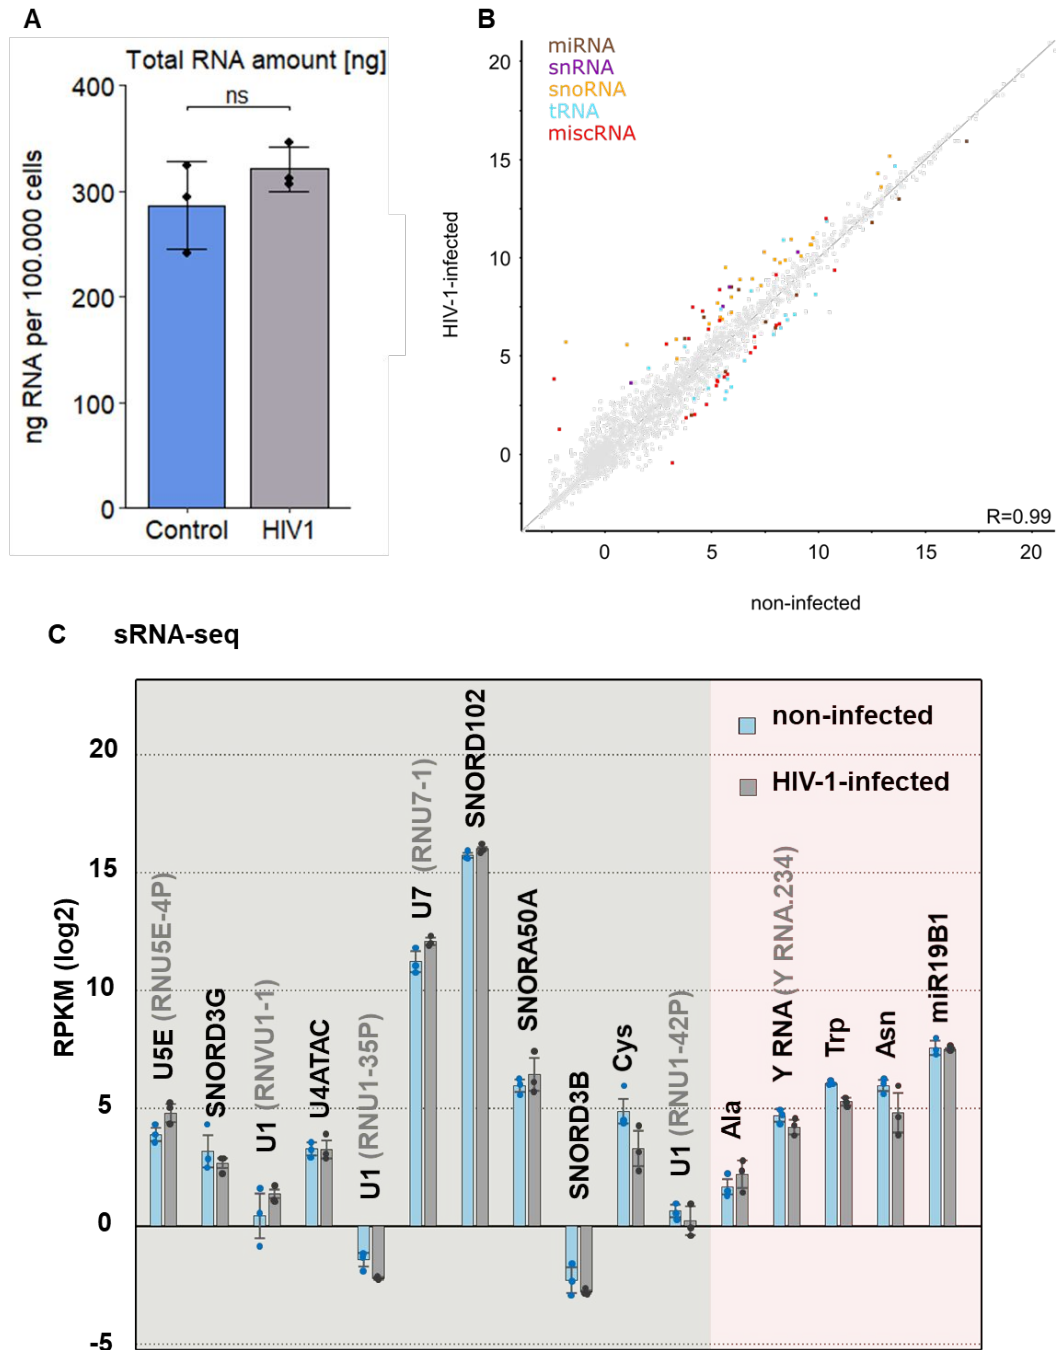 A
Total RNA amount [ng]
ns
400
300
200
100
0
ng RNA per 100.000 cells
Control
HIV1
B
miRNA
snRNA
snoRNA
tRNA
miscRNA
20
15
10
5
0
HIV-1-infected
R=0.99
0
5
10
15
20
non-infected
C sRNA-seq
non-infected
HIV-1-infected
RPKM (log2)
20
15
10
5
0
-5
U5E (RNU5E-4P)
SNORD3G
U1 (RNVU1-1)
U4ATAC
U1 (RNU1-35P)
U7 (RNU7-1)
SNORD102
SNORA50A
SNORD3B
Cys
U1 (RNU1-42P)
Ala
Y RNA (Y RNA.234)
Trp
Asn
miR19B1